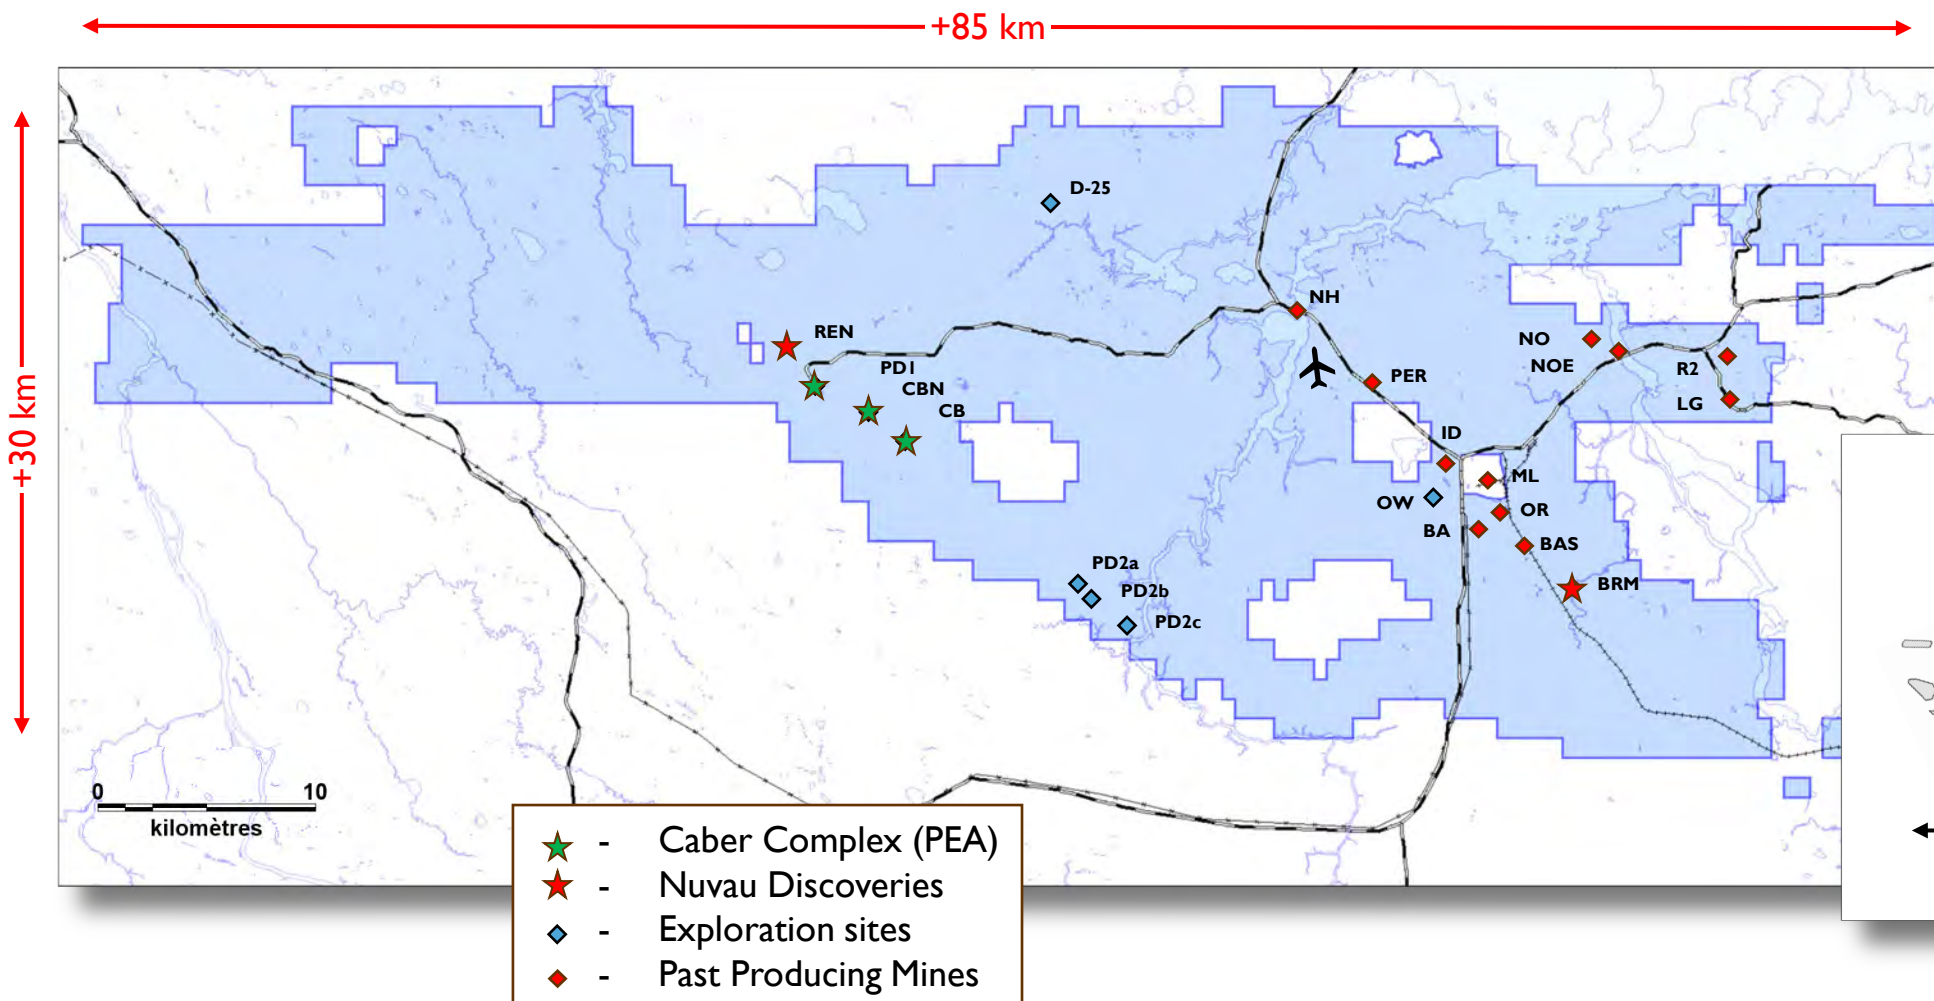 +85 km
+30 km
D-25
NH
REN
NO
PD1
NOE
R2
CBN
PER
LG
CB
ID
ML
OW
OR
BA
BAS
PD2a
BRM
PD2b
PD2c
0 10
kilomètres
- Caber Complex (PEA)
- Nuvau Discoveries
- Exploration sites
- Past Producing Mines